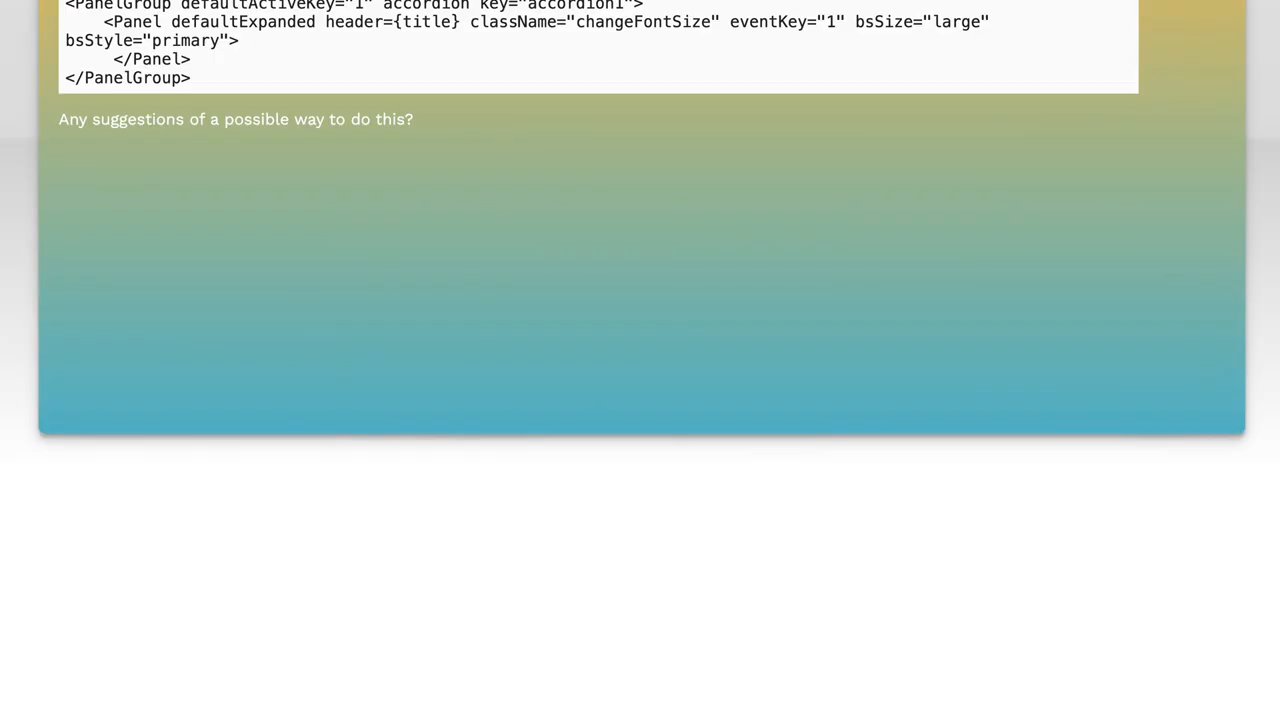 <PanelGroup defaultActiveKey="1" accordion key="accordion1">
<Panel defaultExpanded header={title} className="changeFontSize" eventKey="1" bsSize="large"
bsStyle="primary">
</Panel>
</PanelGroup>
Any suggestions of a possible way to do this?